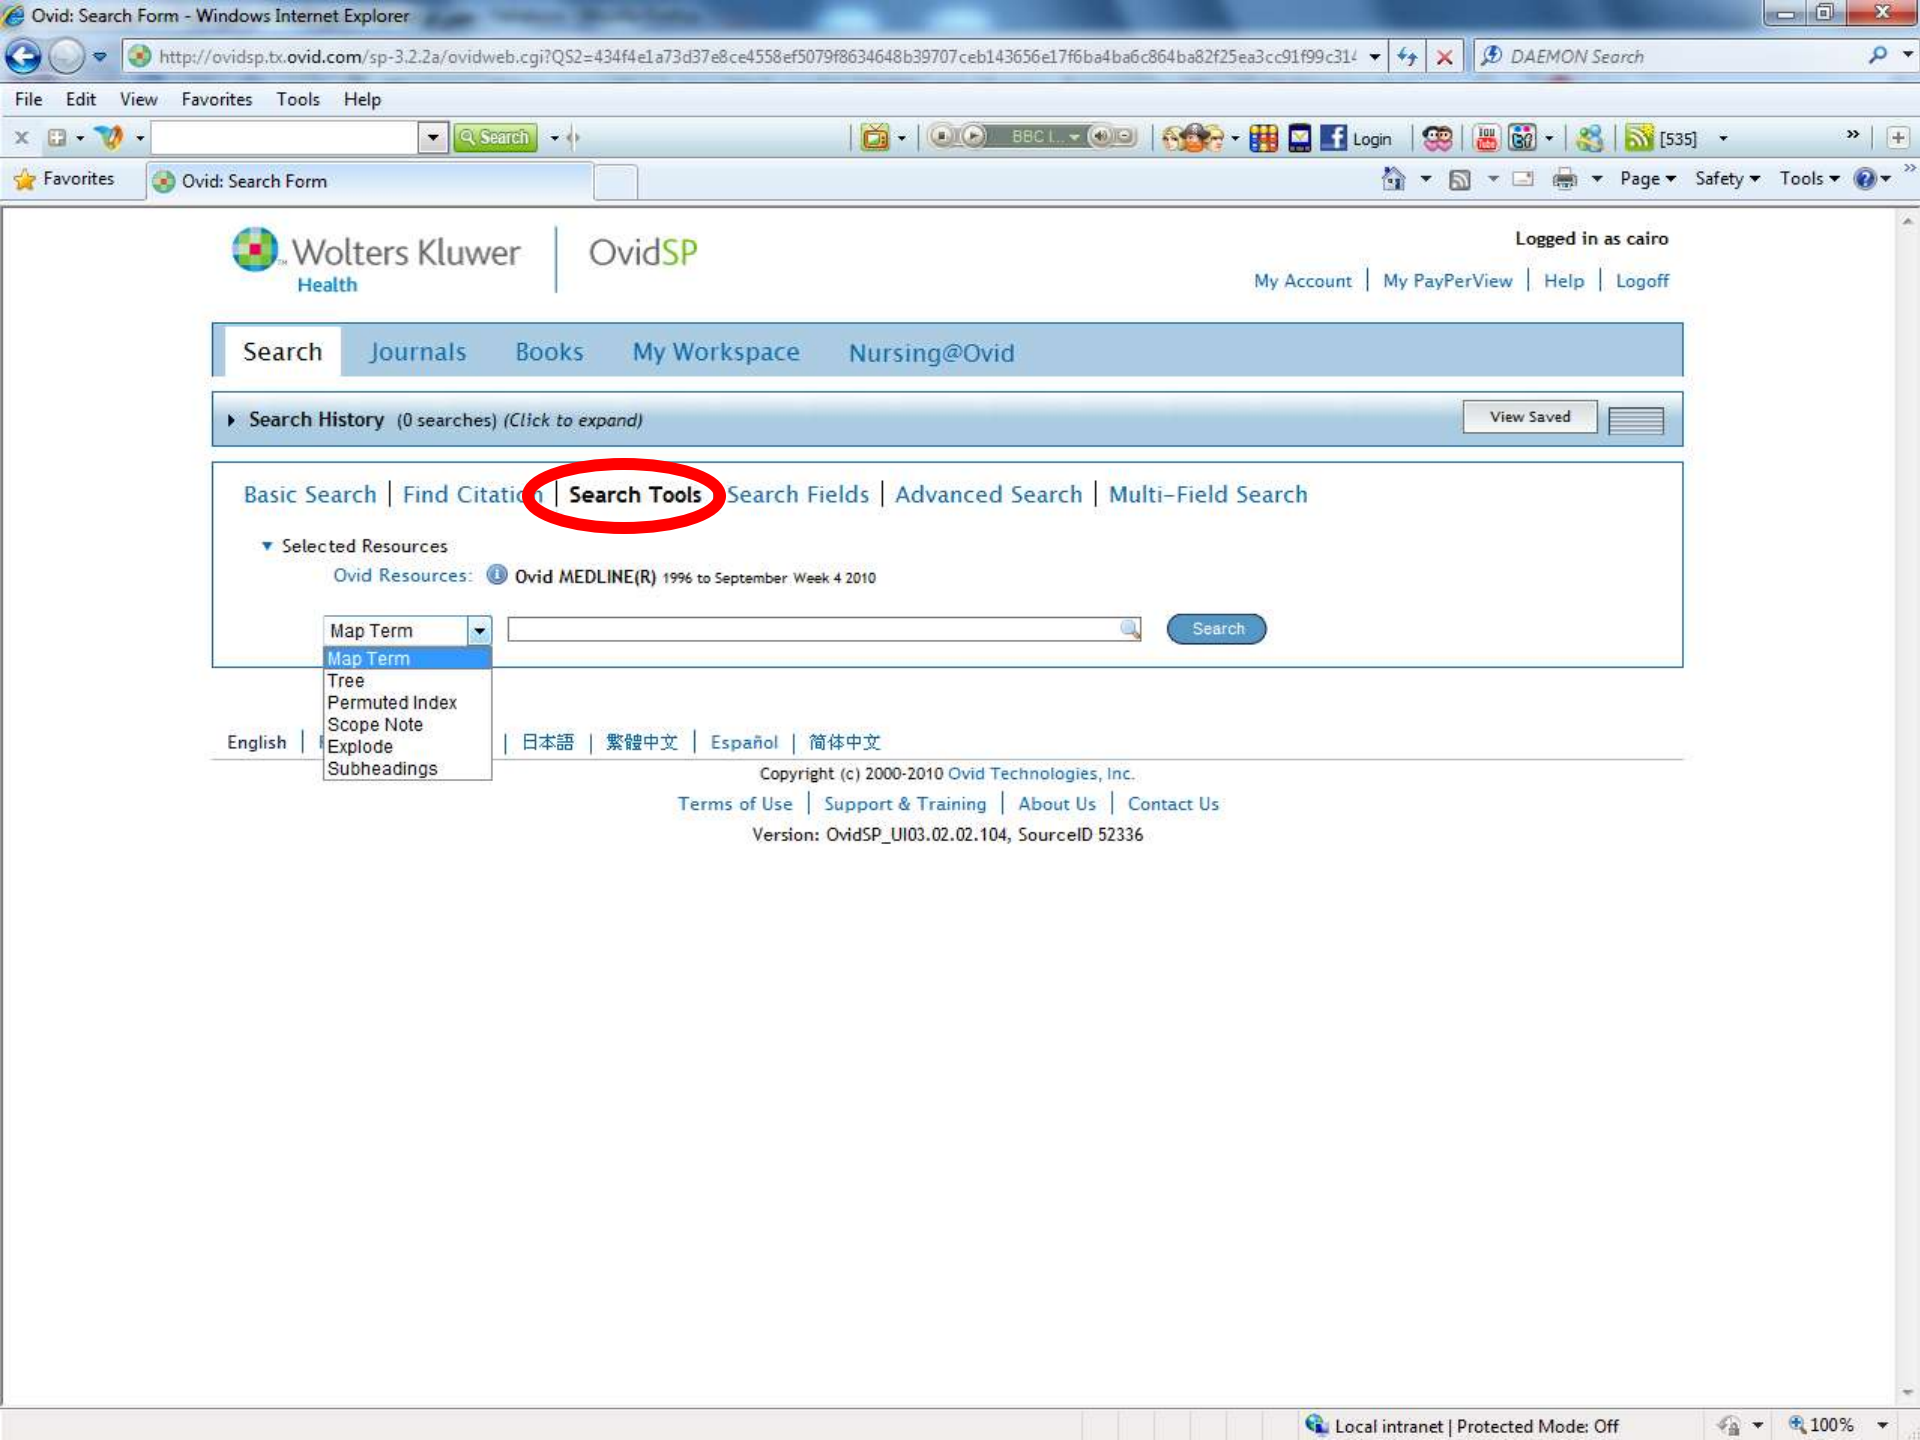 Ovid: Search Form - Windows Internet Explorer
http://ovidsp.tx.ovid.com/sp-3.2.2a/ovidweb.cgi?QS2=434f4e1a73d37e8ce4558ef5079f8634648b39707ceb143656e17f6ba4ba6c864ba82f25ea3cc91f99c314 DAEMON Search
File Edit View Favorites Tools Help
Search BBC I... Login [535]
Favorites Ovid: Search Form Page Safety Tools
Wolters Kluwer OvidSP
Health
Logged in as cairo
My Account | My PayPerView | Help | Logoff
Search Journals Books My Workspace Nursing@Ovid
Search History (0 searches) (Click to expand) View Saved
Basic Search | Find Citation | Search Tools Search Fields | Advanced Search | Multi-Field Search
Selected Resources
Ovid Resources: Ovid MEDLINE(R) 1996 to September Week 4 2010
Map Term Search
Map Term
Tree
Permuted Index
Scope Note
Explode
Subheadings
English | | 日本語 | 繁體中文 | Español | 简体中文
Copyright (c) 2000-2010 Ovid Technologies, Inc.
Terms of Use | Support & Training | About Us | Contact Us
Version: OvidSP_UI03.02.02.104, SourceID 52336
Local intranet | Protected Mode: Off 100%